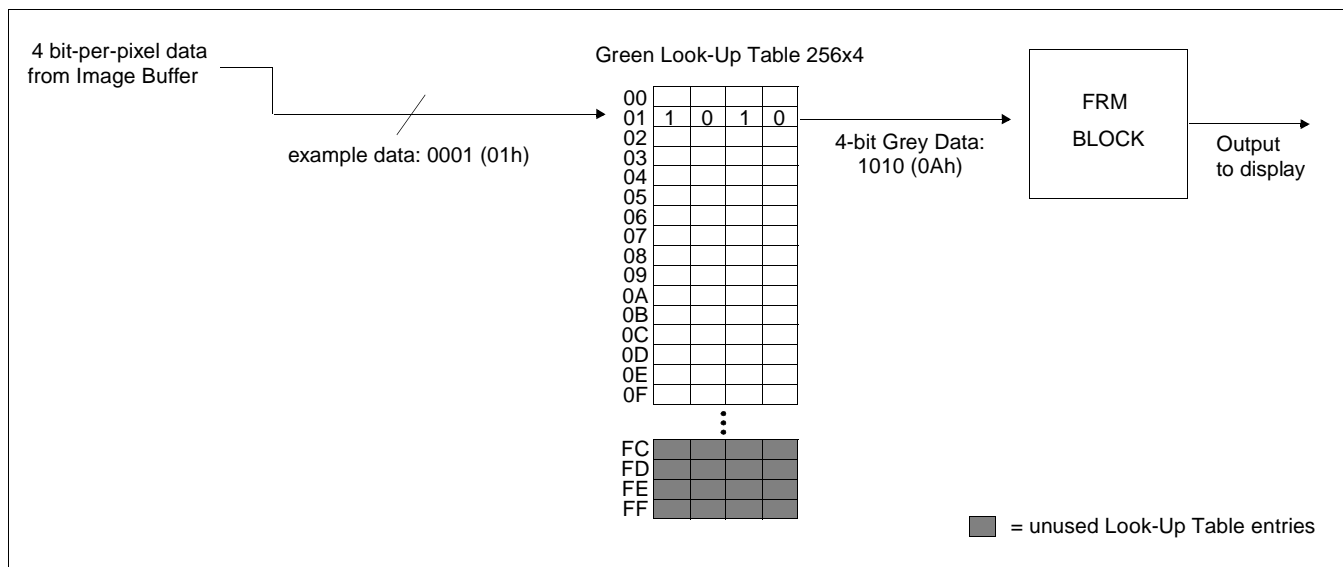 4 bit-per-pixel data
from Image Buffer
example data: 0001 (01h)
Green Look-Up Table 256x4
00
01 1 0 1 0
02
03
04
05
06
07
08
09
0A
0B
0C
0D
0E
0F
FC
FD
FE
FF
4-bit Grey Data:
1010 (0Ah)
FRM
BLOCK
Output
to display
= unused Look-Up Table entries